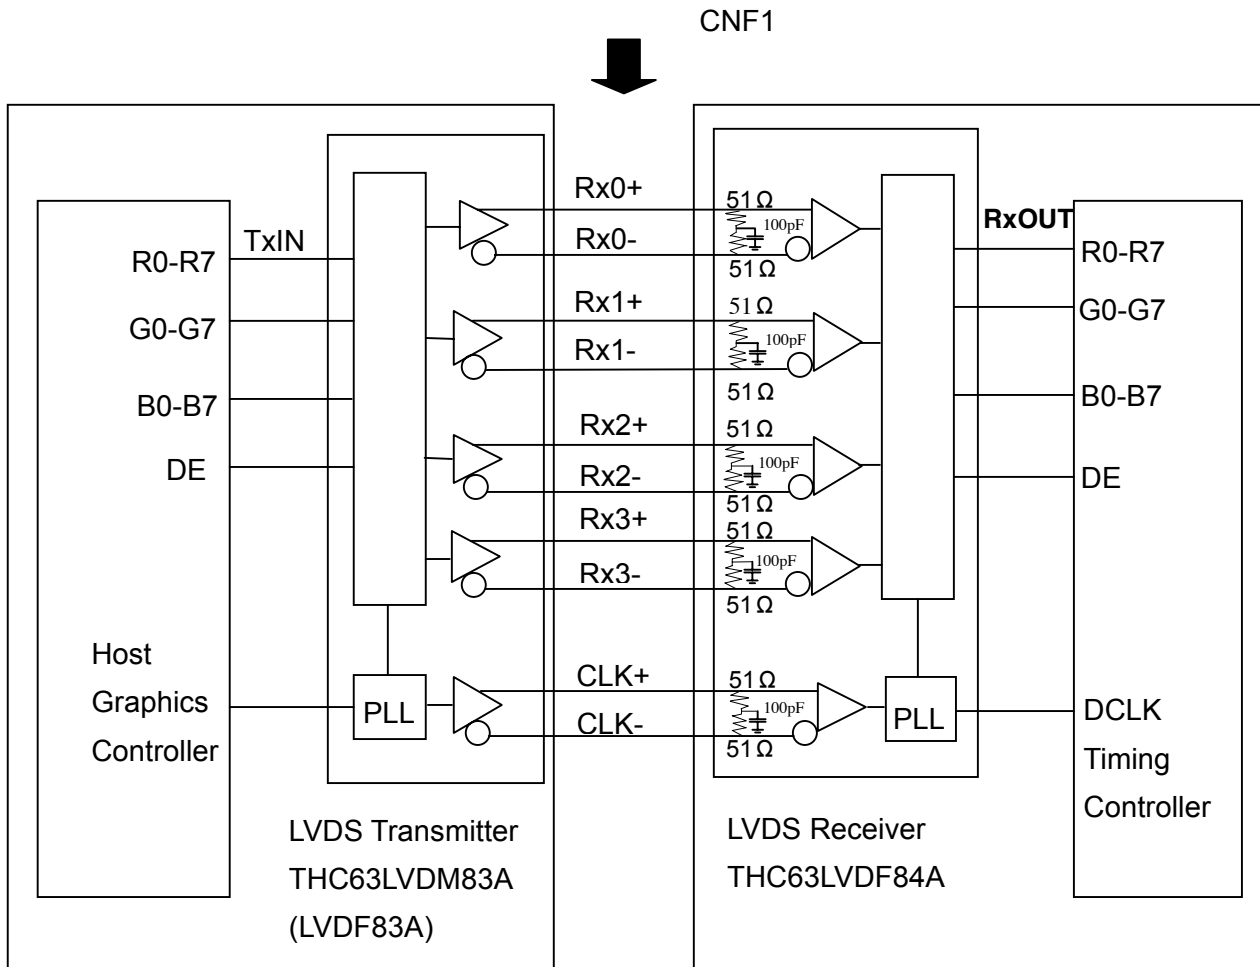 CNF1
TxIN
R0-R7
G0-G7
B0-B7
DE
Host
Graphics
Controller
PLL
LVDS Transmitter
THC63LVDM83A
(LVDF83A)
Rx0+
Rx0-
Rx1+
Rx1-
Rx2+
Rx2-
Rx3+
Rx3-
CLK+
CLK-
51Ω
100pF
51Ω
51Ω
100pF
51Ω
51Ω
100pF
51Ω
51Ω
100pF
51Ω
51Ω
100pF
51Ω
PLL
LVDS Receiver
THC63LVDF84A
RxOUT
R0-R7
G0-G7
B0-B7
DE
DCLK
Timing
Controller